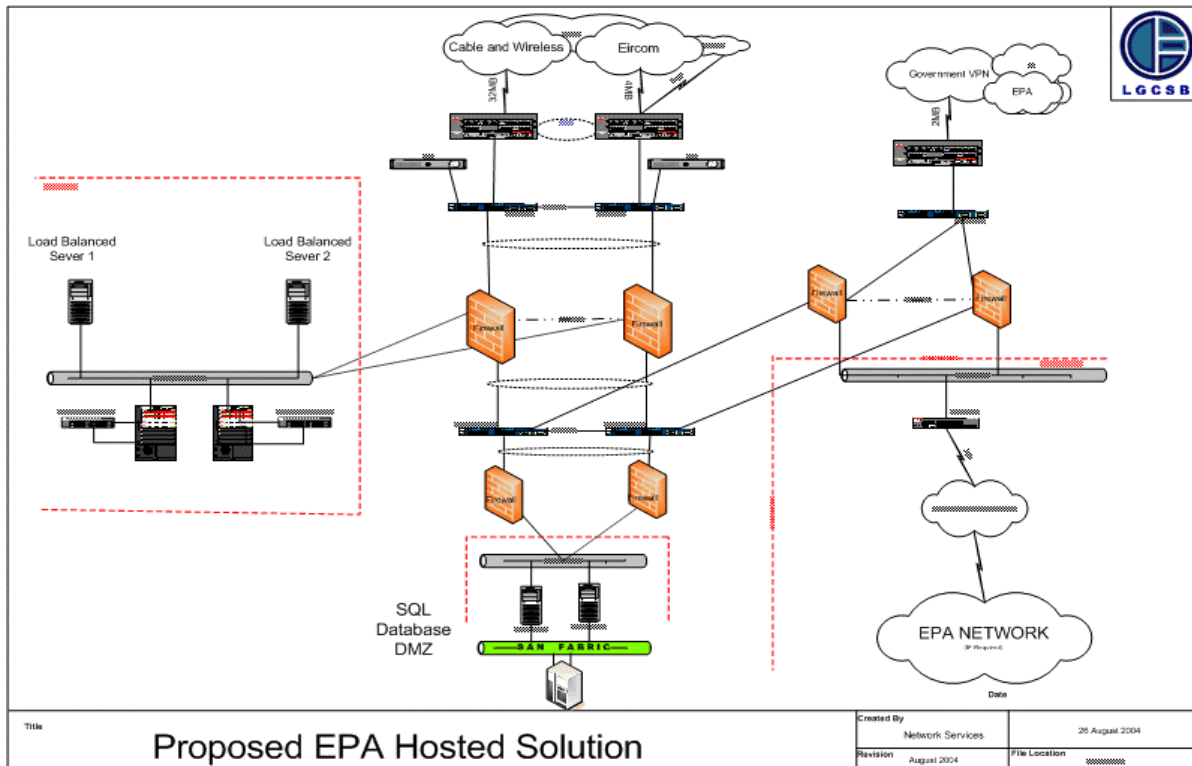 Cable and Wireless
Eircom
Government VPN
EPA
LGCSB
32MB
4MB
2MB
Load Balanced
Sever 1
Load Balanced
Sever 2
Firewall
Firewall
Firewall
Firewall
Firewall
Firewall
SQL
Database
DMZ
SAN FABRIC
EPA NETWORK
(IF Required)
Date
Title
Proposed EPA Hosted Solution
Created By
Network Services
26 August 2004
Revision
August 2004
File Location